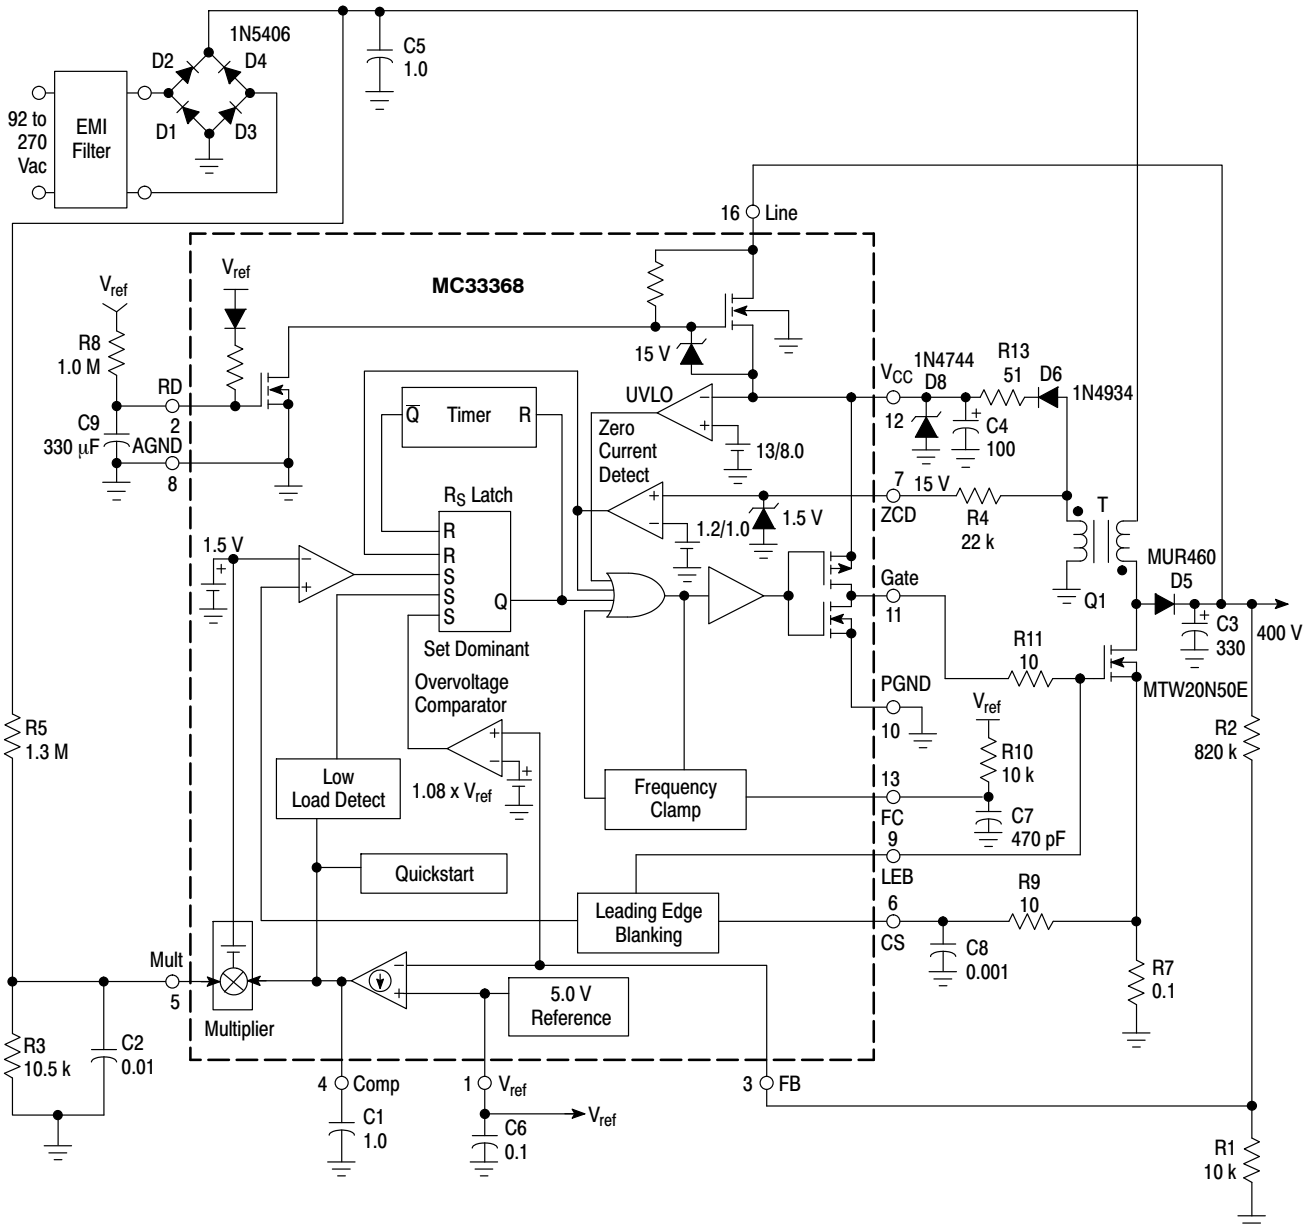 1N5406
D2
D4
D1
D3
92 to
270
Vac
EMI
Filter
C5
1.0
16
Line
MC33368
Vref
R8
1.0 M
RD
2
C9
330 µF
AGND
8
Vref
15 V
UVLO
VCC
12
1N4744
D8
R13
51
D6
1N4934
C4
+
100
Q̅
Timer
R
Zero
Current
Detect
13/8.0
+
−
7
15 V
ZCD
R4
22 k
T
RS Latch
R
R
S
S
S
Q
Set Dominant
+
−
1.2/1.0
1.5 V
1.5 V
+
−
+
Gate
11
MUR460
D5
Q1
C3
+
330
400 V
R11
10
MTW20N50E
Overvoltage
Comparator
+
−
+
1.08 x Vref
PGND
10
Vref
R10
10 k
R2
820 k
R5
1.3 M
Low
Load Detect
Frequency
Clamp
13
FC
C7
470 pF
9
LEB
Quickstart
Leading Edge
Blanking
6
CS
R9
10
C8
0.001
R7
0.1
Mult
5
Multiplier
−
+
5.0 V
Reference
R3
10.5 k
C2
0.01
4
Comp
1
Vref
3
FB
C1
1.0
C6
0.1
Vref
R1
10 k